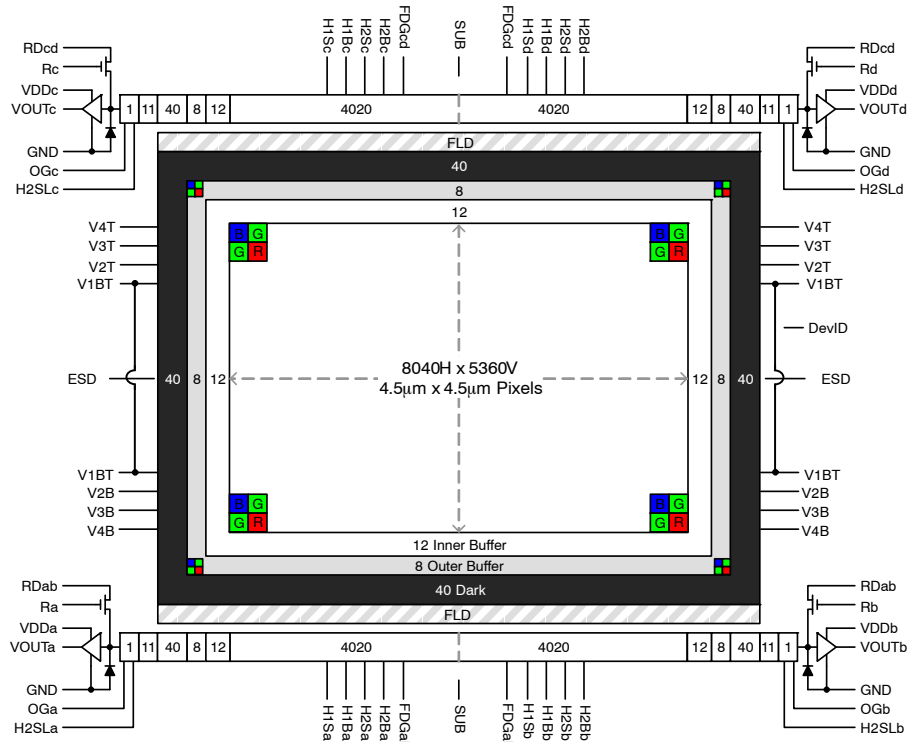 H1Sc H1Bc H2Sc H2Bc FDGcd SUB FDGcd H1Sd H1Bd H2Sd H2Bd
RDcd RDcd
Rc Rd
VDDc VDDd
VOUTc 1 11 40 8 12 4020 4020 12 8 40 11 1 VOUTd
GND FLD GND
OGc 40 OGd
H2SLc 8 H2SLd
12
V4T B G B G V4T
V3T G R G R V3T
V2T V2T
V1BT V1BT
DevID
8040H x 5360V
ESD 40 8 12 12 8 40 ESD
4.5µm x 4.5µm Pixels
V1BT V1BT
V2B B G B G V2B
V3B G R G R V3B
V4B V4B
12 Inner Buffer
8 Outer Buffer
RDab 40 Dark RDab
Ra FLD Rb
VDDa VDDb
VOUTa 1 11 40 8 12 4020 4020 12 8 40 11 1 VOUTb
GND GND
OGa OGb
H2SLa H2SLb
H1Sa H1Ba H2Sa H2Ba FDGa SUB FDGa H1Sb H1Bb H2Sb H2Bb